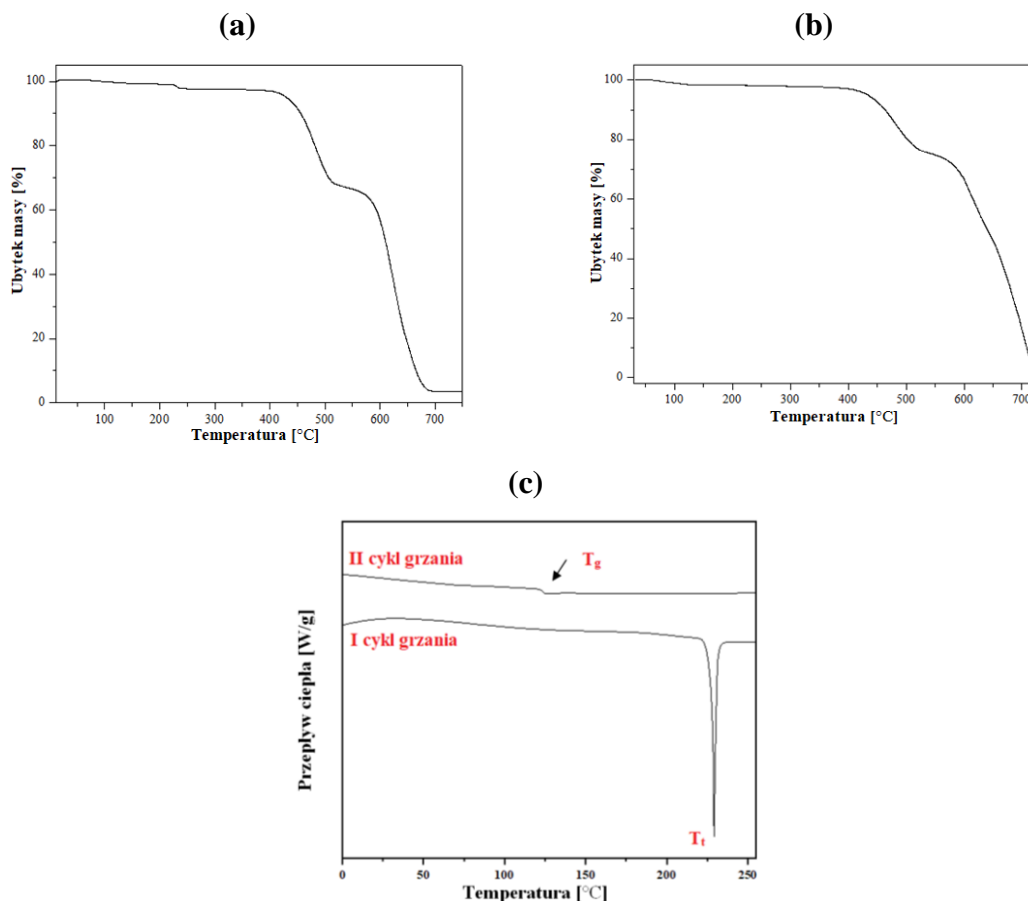 (a)
(b)
Ubytek masy [%]
100
80
60
40
20
0
100 200 300 400 500 600 700
Temperatura [°C]
Ubytek masy [%]
100
80
60
40
20
0
100 200 300 400 500 600 700
Temperatura [°C]
(c)
Przepływ ciepła [W/g]
II cykl grzania
Tg
I cykl grzania
Tt
0 50 100 150 200 250
Temperatura [°C]